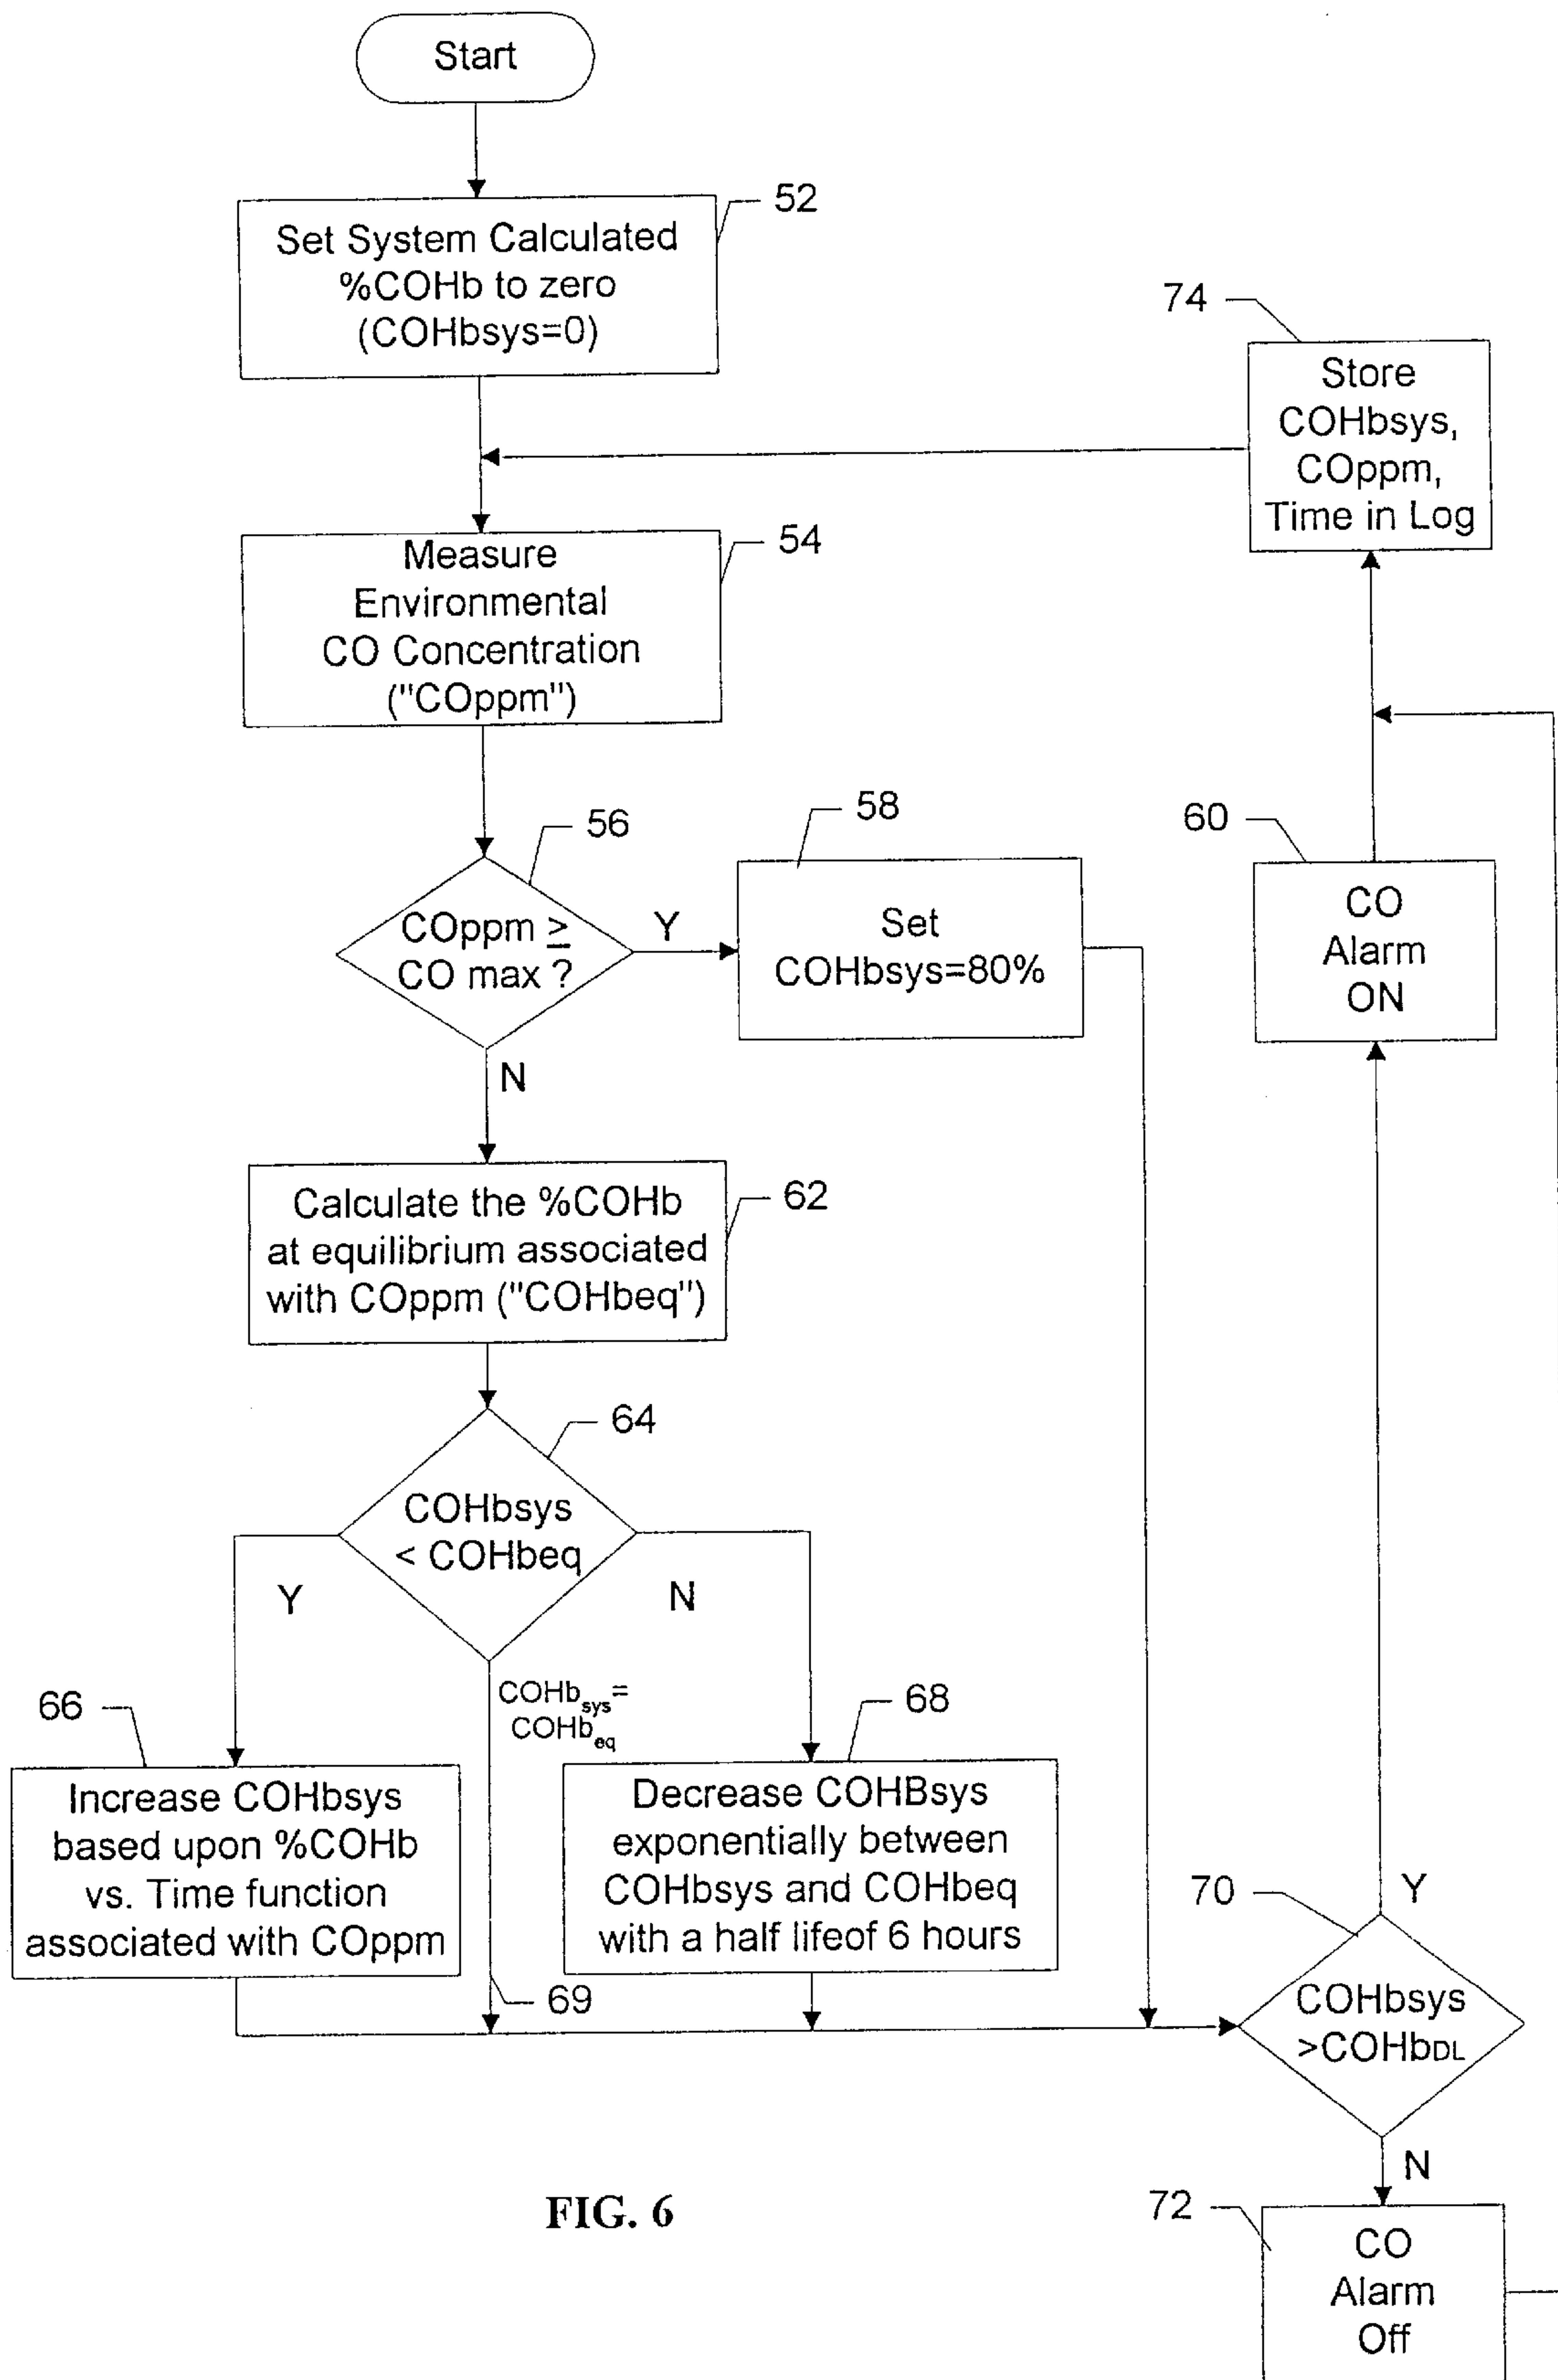 Start
52
Set System Calculated
%COHb to zero
(COHbsys=0)
74
Store
COHbsys,
COppm,
Time in Log
54
Measure
Environmental
CO Concentration
("COppm")
56
COppm ≥
CO max ?
Y
N
58
Set
COHbsys=80%
60
CO
Alarm
ON
62
Calculate the %COHb
at equilibrium associated
with COppm ("COHbeq")
64
COHbsys
< COHbeq
Y
N
COHbsys=
COHbeq
66
Increase COHbsys
based upon %COHb
vs. Time function
associated with COppm
68
Decrease COHBsys
exponentially between
COHbsys and COHbeq
with a half lifeof 6 hours
69
70
COHbsys
>COHbDL
Y
N
72
CO
Alarm
Off
FIG. 6